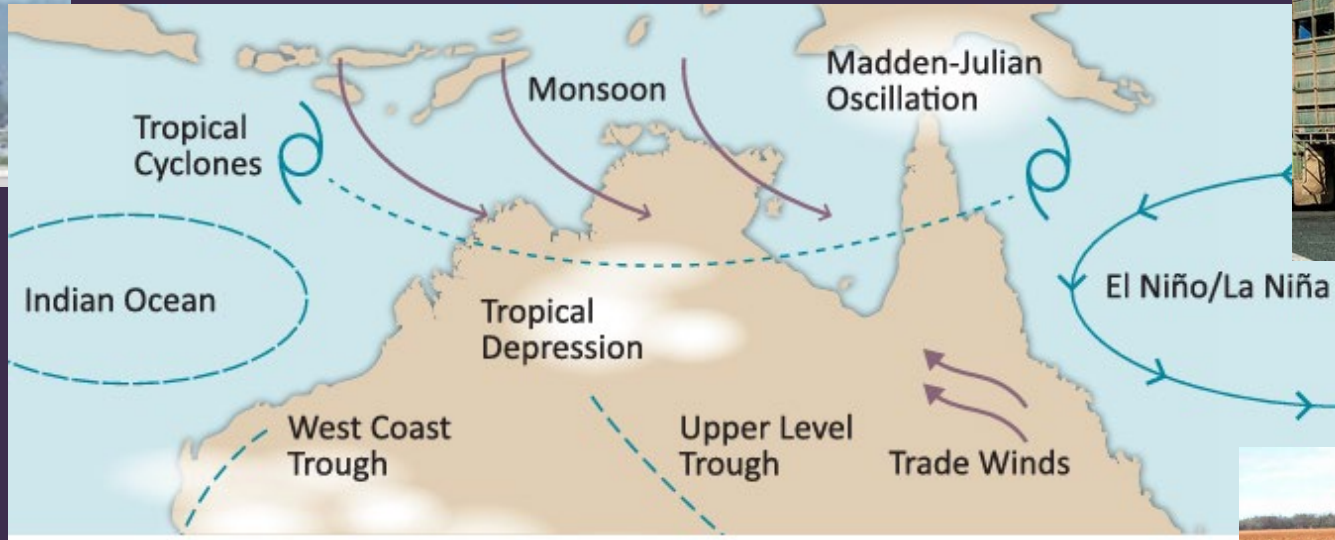 Madden-Julian
Oscillation
Monsoon
Tropical
Cyclones
Indian Ocean
El Niño/La Niña
Tropical
Depression
West Coast
Trough
Upper Level
Trough
Trade Winds